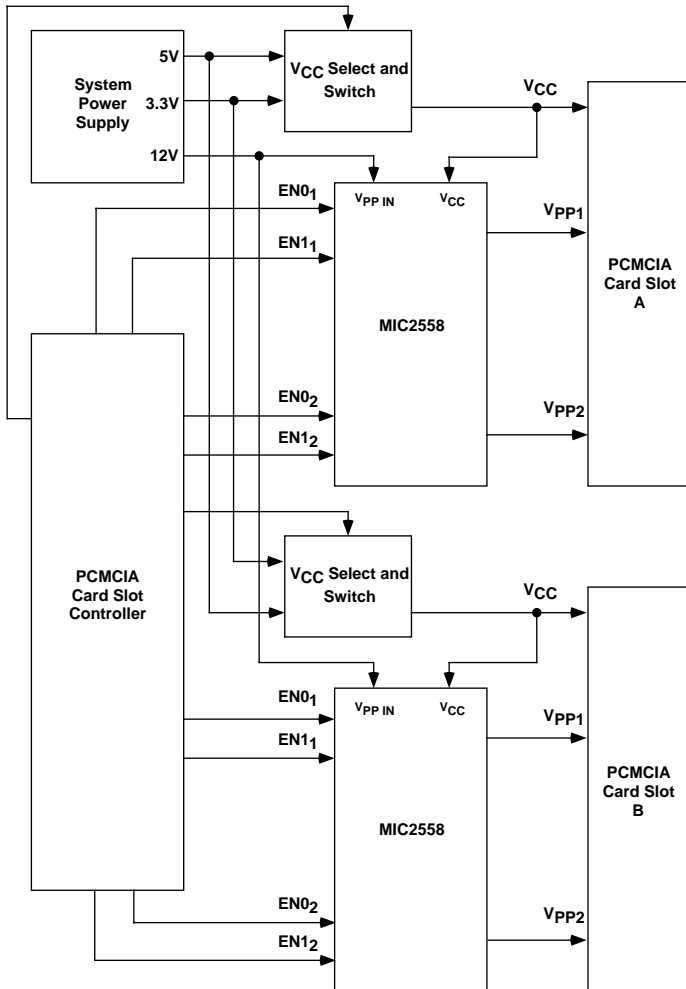 5V
System
Power
Supply
3.3V
12V
VCC Select and
Switch
VCC
EN01
EN11
VPP IN
VCC
VPP1
MIC2558
PCMCIA
Card Slot
A
EN02
EN12
VPP2
PCMCIA
Card Slot
Controller
VCC Select and
Switch
VCC
EN01
EN11
VPP IN
VCC
VPP1
MIC2558
PCMCIA
Card Slot
B
EN02
EN12
VPP2